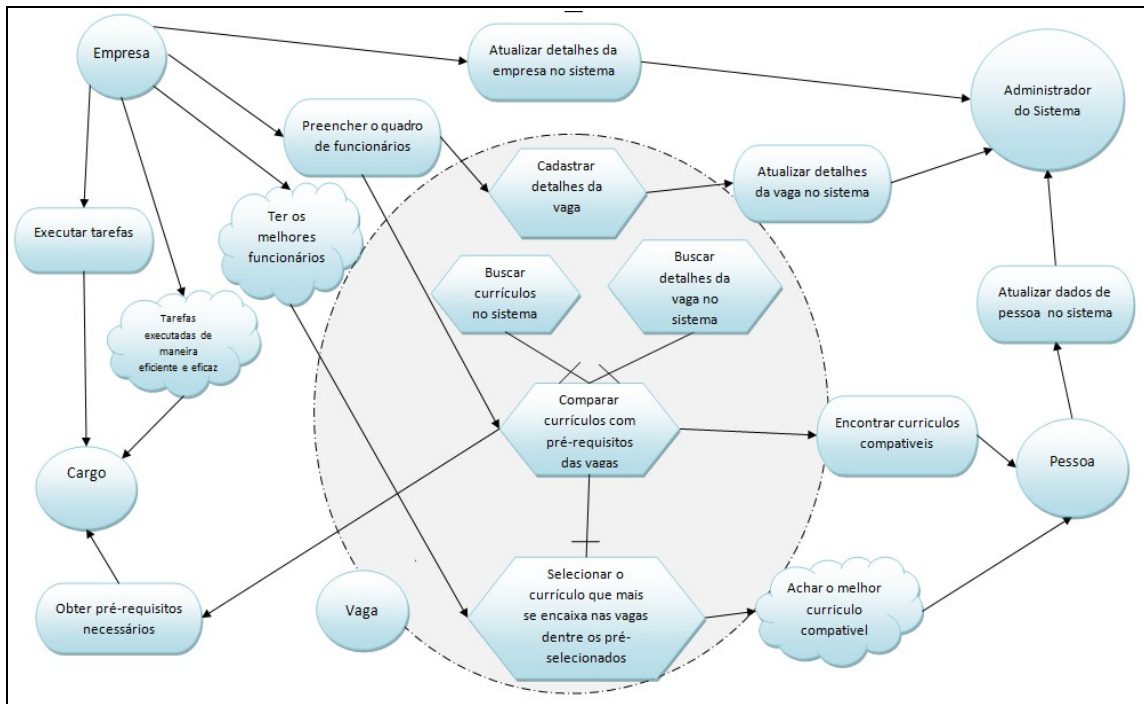 Empresa
Atualizar detalhes da
empresa no sistema
Administrador
do Sistema
Preencher o quadro
de funcionários
Cadastrar
detalhes da
vaga
Atualizar detalhes
da vaga no sistema
Executar tarefas
Ter os
melhores
funcionários
Buscar
currículos
no sistema
Buscar
detalhes da
vaga no
sistema
Atualizar dados de
pessoa no sistema
Tarefas
executadas de
maneira
eficiente e eficaz
Comparar
currículos com
pré-requisitos
das vagas
Encontrar curriculos
compativeis
Pessoa
Cargo
Obter pré-requisitos
necessários
Vaga
Selecionar o
currículo que mais
se encaixa nas vagas
dentre os pré-
selecionados
Achar o melhor
curriculo
compativel